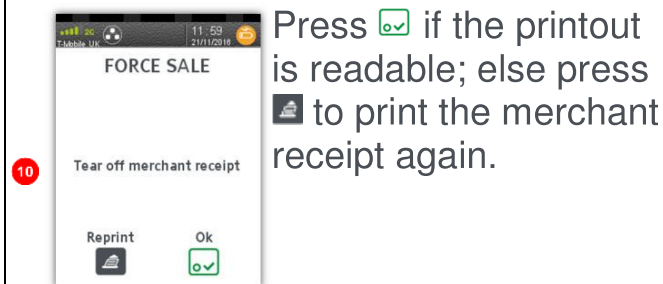 2G
11:59
T-Mobile UK
21/11/2016
FORCE SALE
10
Tear off merchant receipt
Reprint
Ok
Press if the printout
is readable; else press
to print the merchant
receipt again.